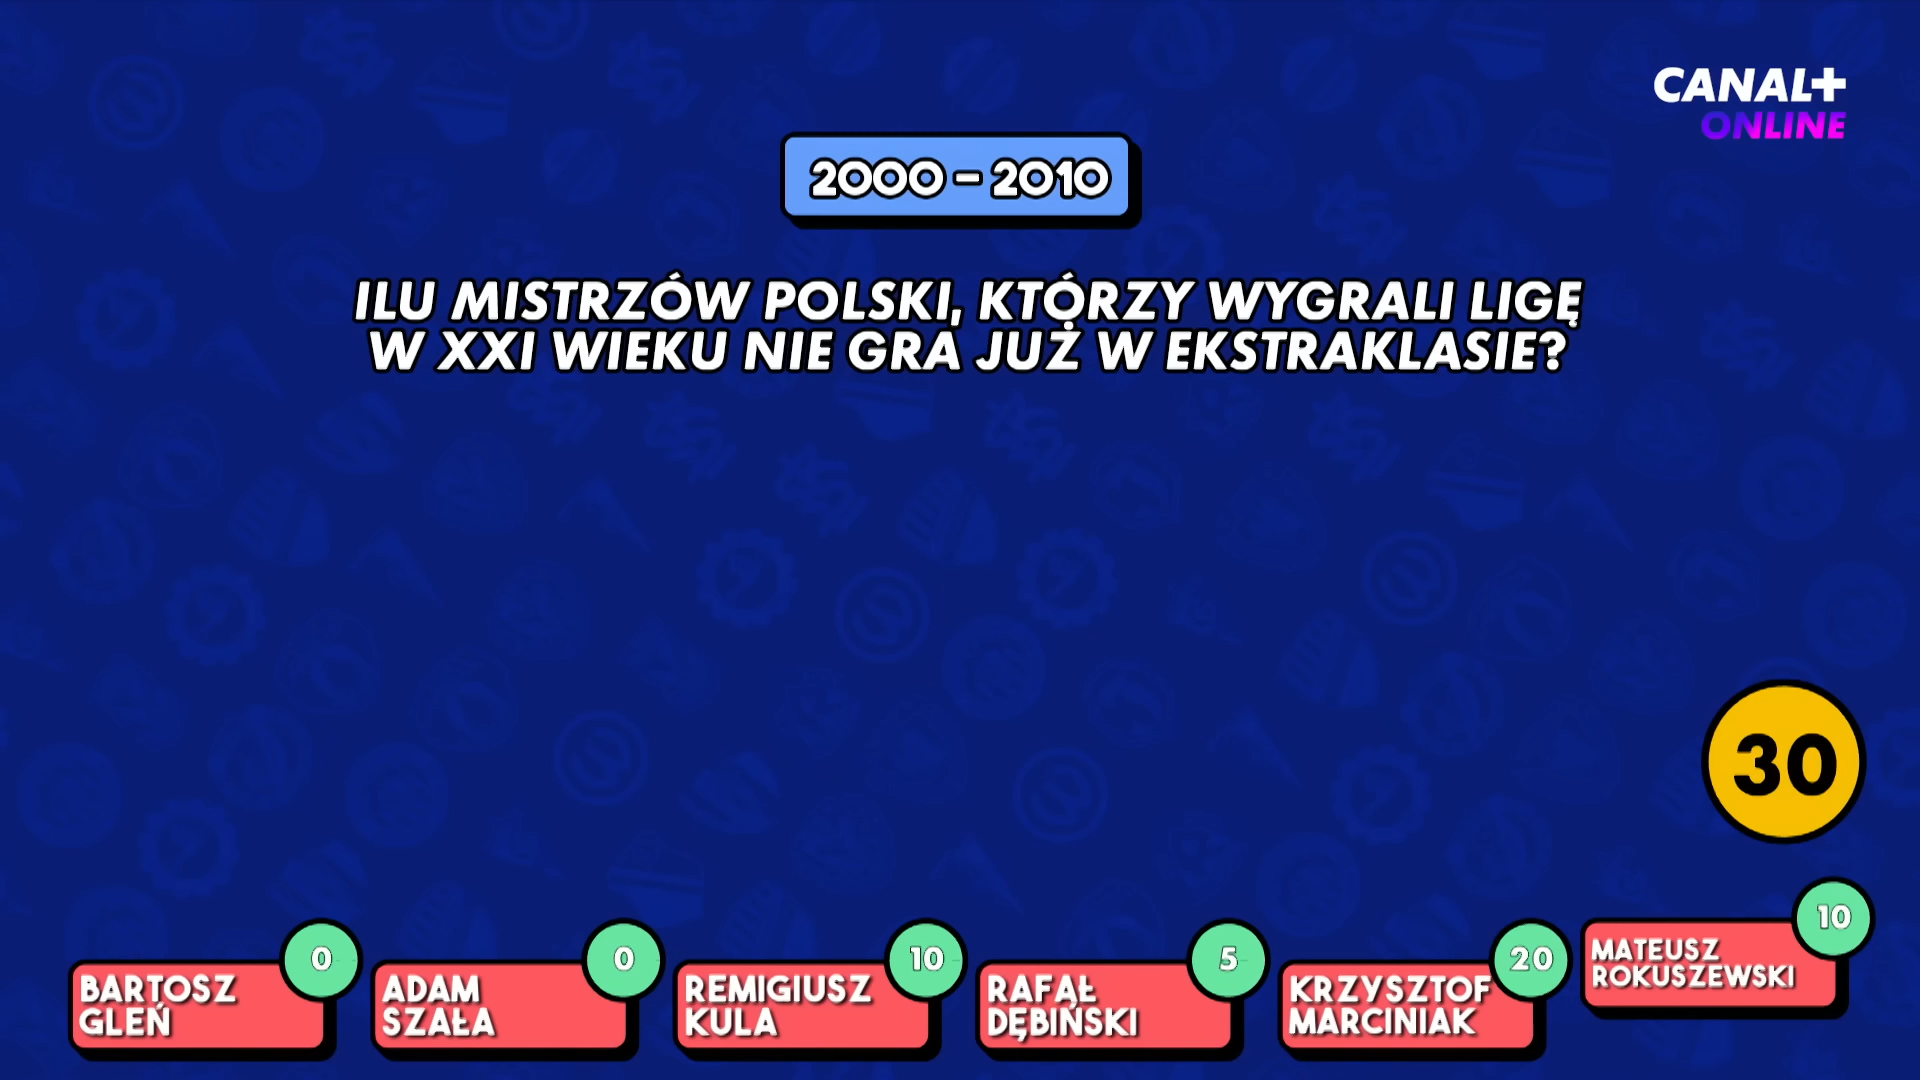 CANAL+
ONLINE
2000 – 2010
ILU MISTRZÓW POLSKI, KTÓRZY WYGRALI LIGĘ
W XXI WIEKU NIE GRA JUŻ W EKSTRAKLASIE?
30
BARTOSZ
GLEŃ
0
ADAM
SZAŁA
0
REMIGIUSZ
KULA
10
RAFAŁ
DĘBIŃSKI
5
KRZYSZTOF
MARCINIAK
20
MATEUSZ
ROKUSZEWSKI
10